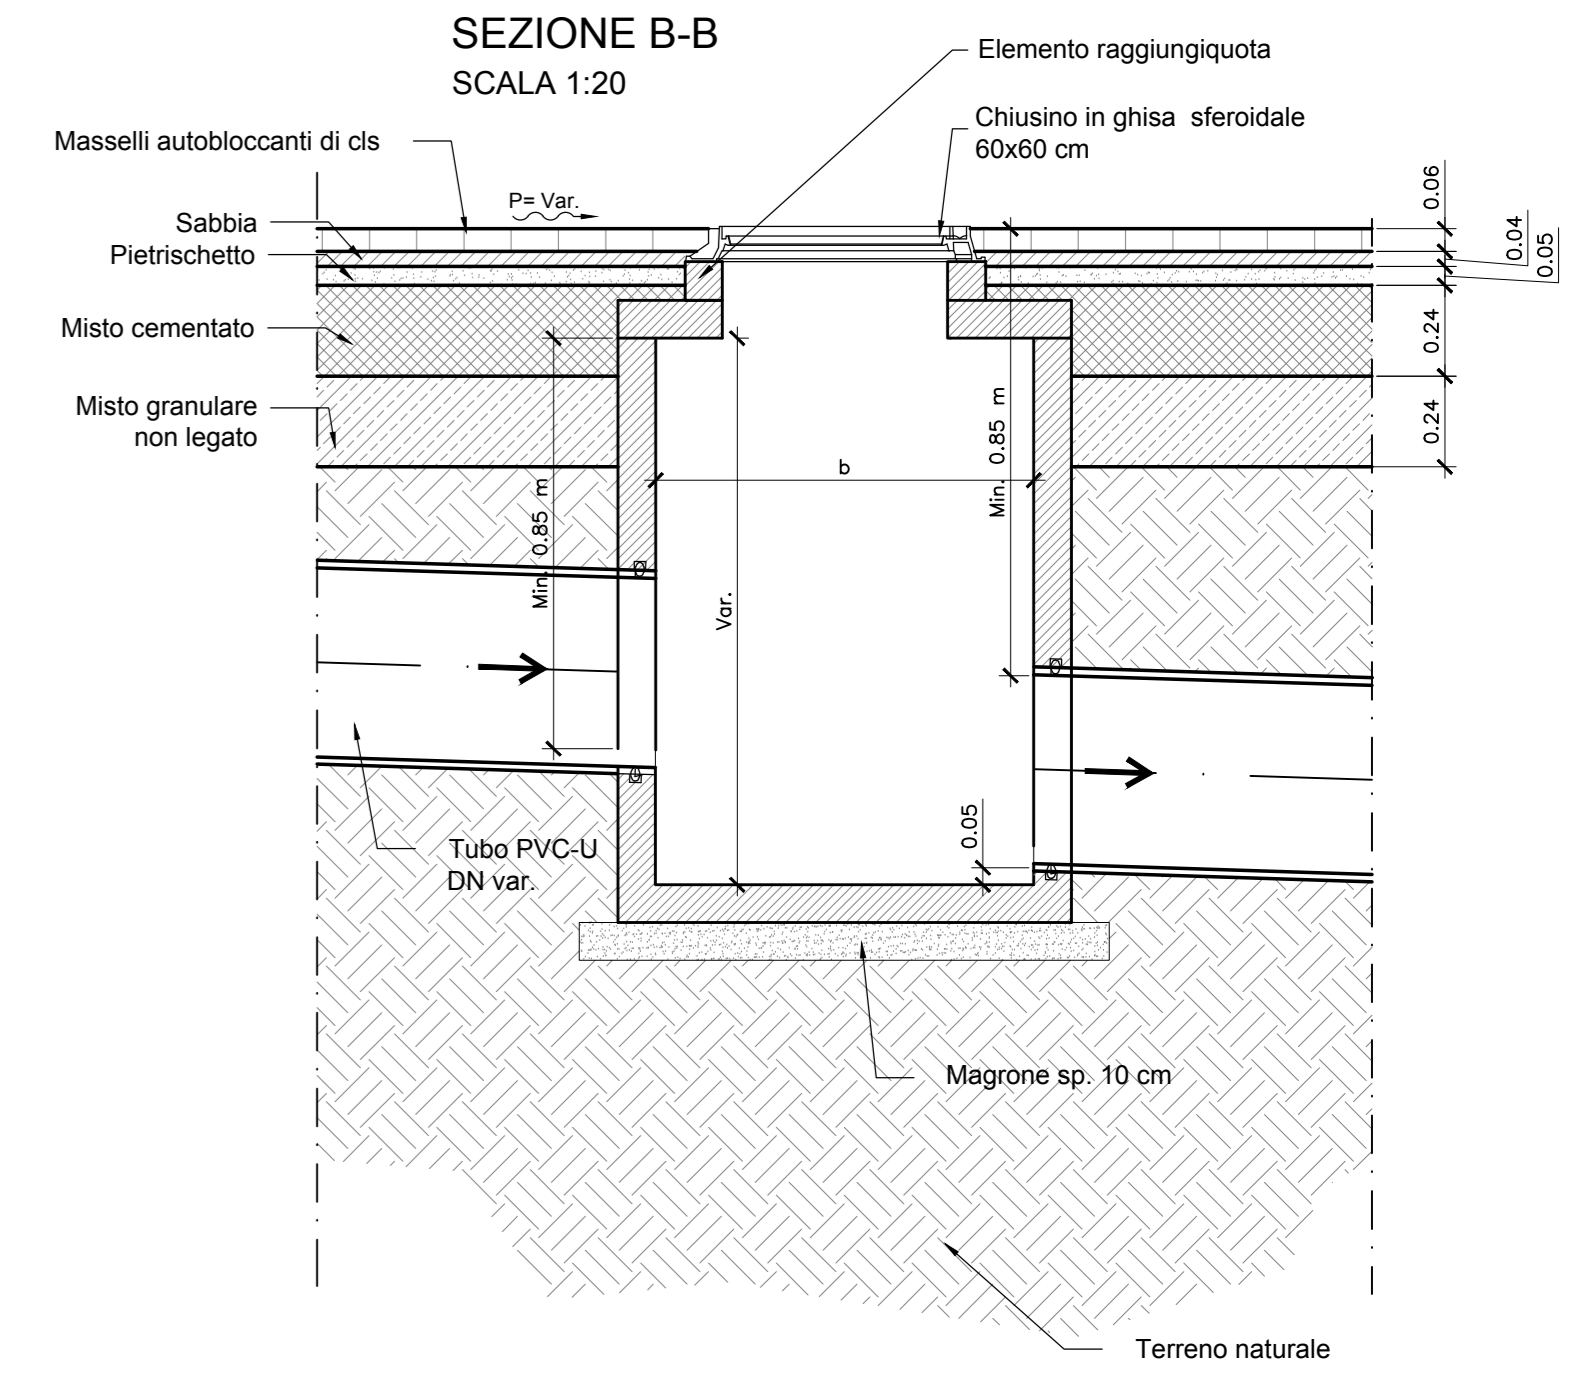 SEZIONE B-B
SCALA 1:20
Elemento raggiungiquota
Chiusino in ghisa sferoidale
60x60 cm
Masselli autobloccanti di cls
P= Var.
Sabbia
Pietrischetto
Misto cementato
Misto granulare
non legato
0.06
0.04
0.05
0.24
0.24
b
Min. 0.85 m
Min. 0.85 m
Var.
0.05
Tubo PVC-U
DN var.
Magrone sp. 10 cm
Terreno naturale